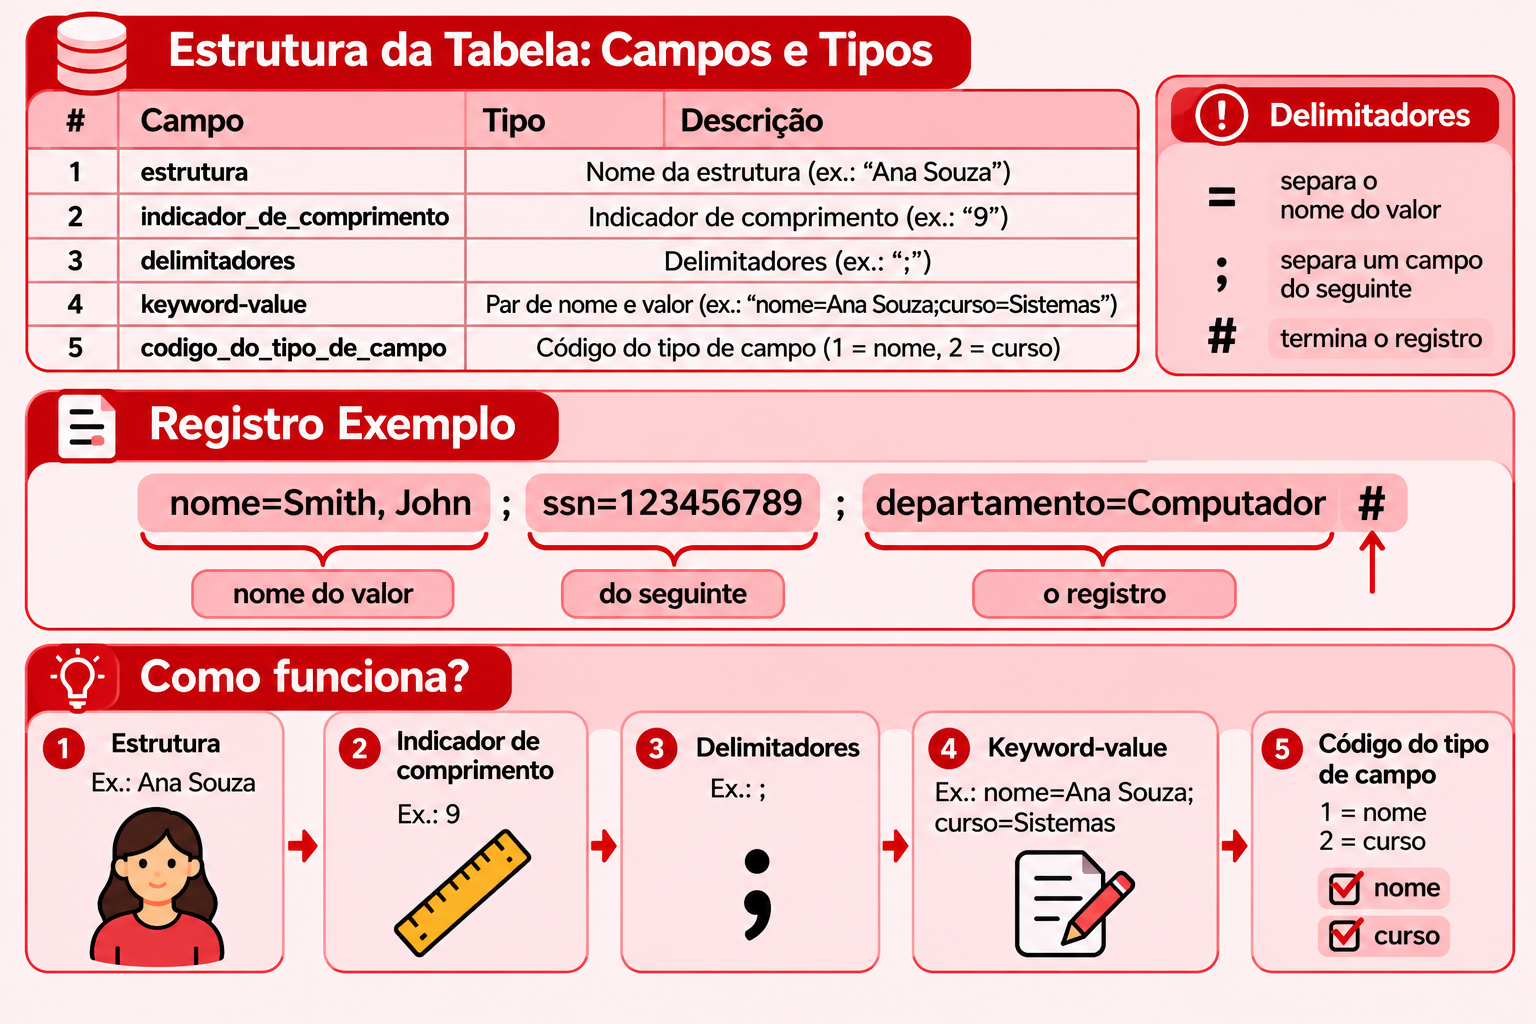 Estrutura da Tabela: Campos e Tipos
# Campo Tipo Descrição
1 estrutura Nome da estrutura (ex.: “Ana Souza”)
2 indicador_de_comprimento Indicador de comprimento (ex.: “9”)
3 delimitadores Delimitadores (ex.: “;”)
4 keyword-value Par de nome e valor (ex.: “nome=Ana Souza;curso=Sistemas”)
5 codigo_do_tipo_de_campo Código do tipo de campo (1 = nome, 2 = curso)
! Delimitadores
= separa o
nome do valor
; separa um campo
do seguinte
# termina o registro
Registro Exemplo
nome=Smith, John ; ssn=123456789 ; departamento=Computador #
nome do valor
do seguinte
o registro
Como funciona?
1 Estrutura
Ex.: Ana Souza
2 Indicador de
comprimento
Ex.: 9
3 Delimitadores
Ex.: ;
;
4 Keyword-value
Ex.: nome=Ana Souza;
curso=Sistemas
5 Código do tipo
de campo
1 = nome
2 = curso
nome
curso